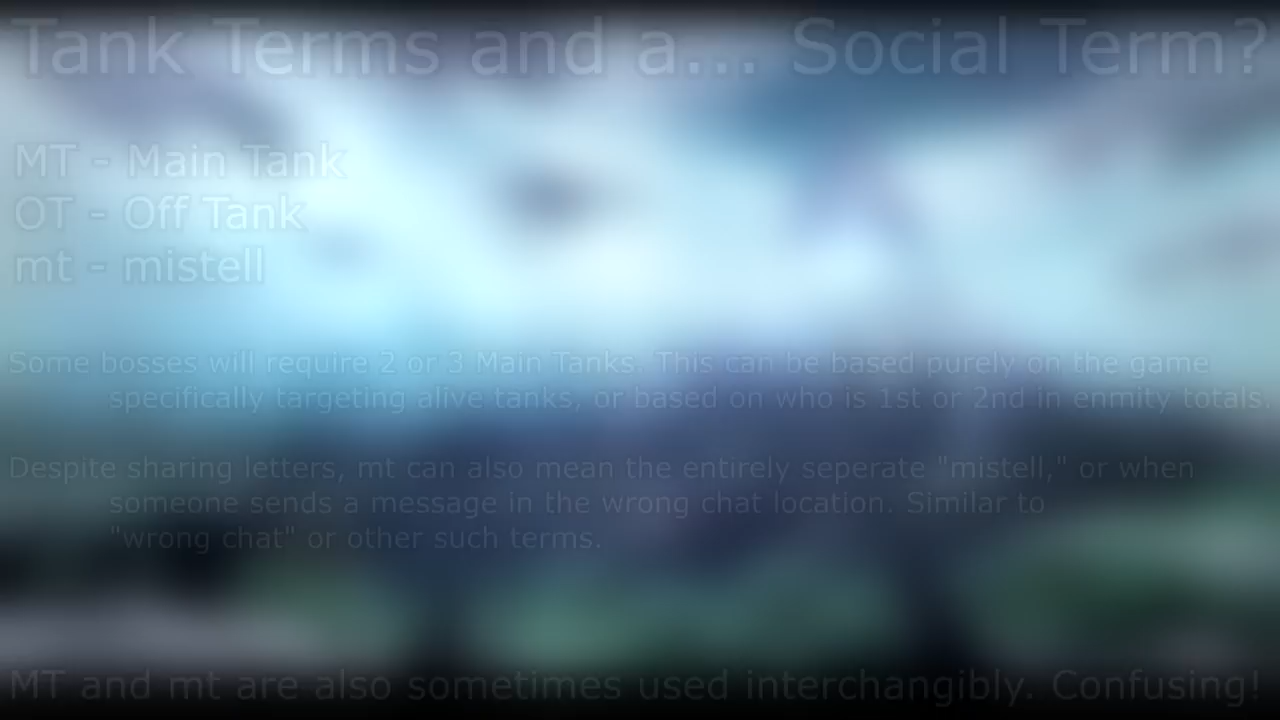 Tank Terms and a... Social Term?
MT - Main Tank
OT - Off Tank
mt - mistell
Some bosses will require 2 or 3 Main Tanks. This can be based purely on the game
specifically targeting alive tanks, or based on who is 1st or 2nd in enmity totals.
Despite sharing letters, mt can also mean the entirely seperate "mistell," or when
someone sends a message in the wrong chat location. Similar to
"wrong chat" or other such terms.
MT and mt are also sometimes used interchangibly. Confusing!